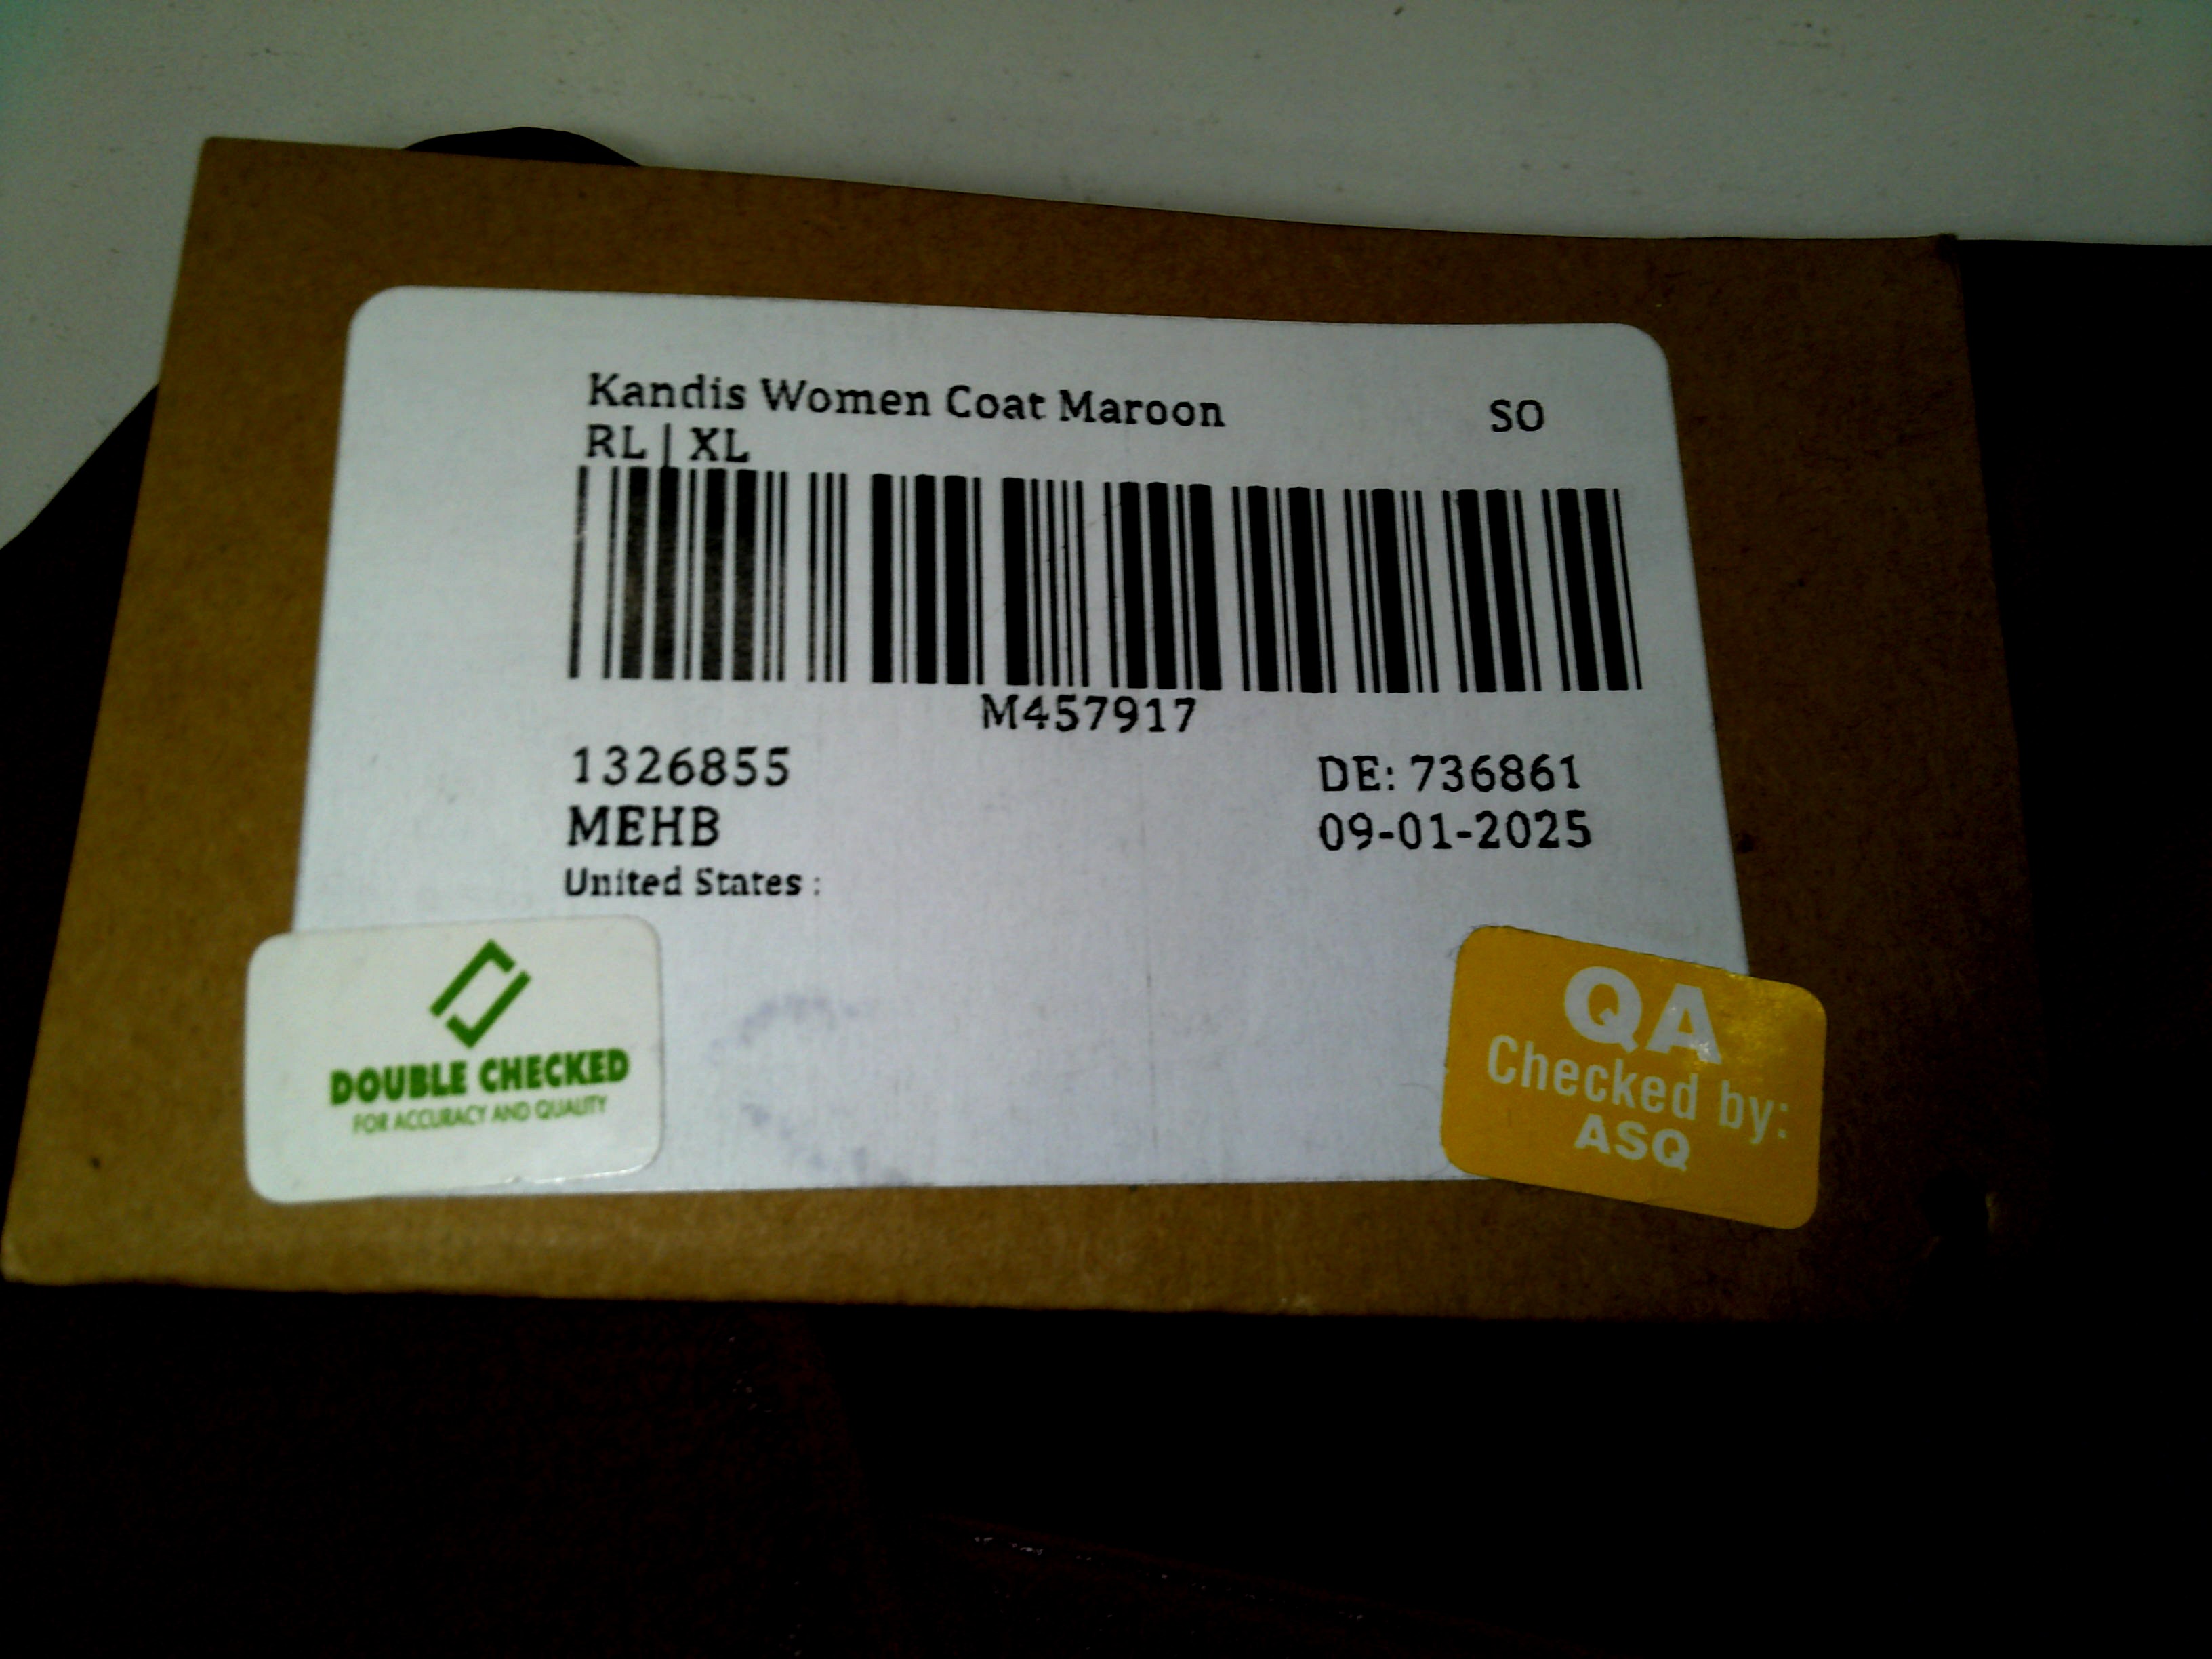 Kandis Women Coat Maroon SO
RL | XL
M457917
1326855 DE: 736861
MEHB 09-01-2025
United States :
DOUBLE CHECKED
FOR ACCURACY AND QUALITY
QA
Checked by:
ASQ